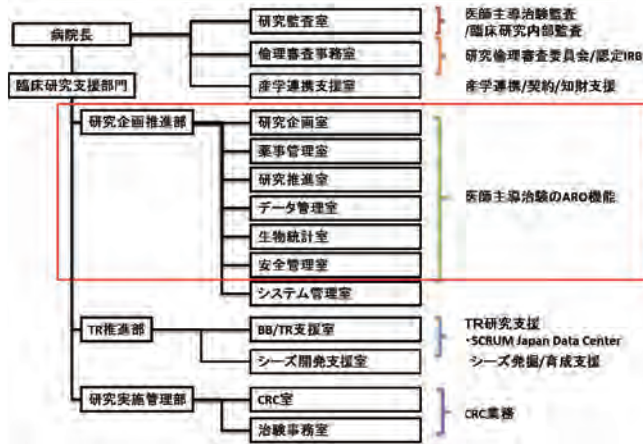 病院長
研究監査室
医師主導治験監査
/臨床研究内部監査
倫理審査事務室
研究倫理審査委員会/認定IRB
臨床研究支援部門
産学連携支援室
産学連携/契約/知財支援
研究企画推進部
研究企画室
薬事管理室
研究推進室
データ管理室
医師主導治験のARO機能
生物統計室
安全管理室
システム管理室
TR推進部
BB/TR支援室
TR研究支援
・SCRUM Japan Data Center
シーズ開発支援室
シーズ発掘/育成支援
研究実施管理部
CRC室
CRC業務
治験事務室